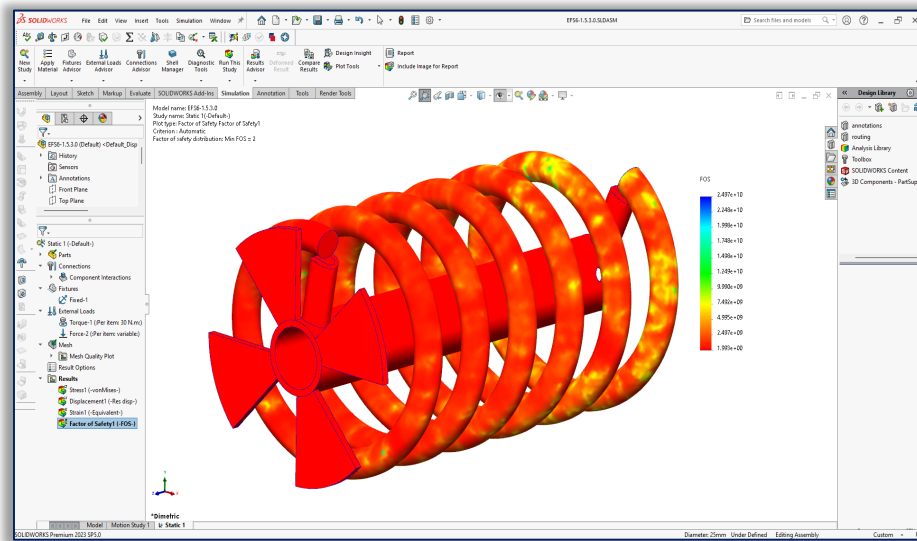 SOLIDWORKS File Edit View Insert Tools Simulation Window
EFS6-1.5.3.0.SLDASM
Search files and models
New Study
Apply Material
Fixtures Advisor
External Loads Advisor
Connections Advisor
Shell Manager
Diagnostic Tools
Run This Study
Results Advisor
Deformed Result
Compare Results
Design Insight
Plot Tools
Report
Include Image for Report
Assembly Layout Sketch Markup Evaluate SOLIDWORKS Add-Ins Simulation Annotation Tools Render Tools
Model name: EFS6-1.5.3.0
Study name: Static 1(-Default-)
Plot type: Factor of Safety Factor of Safety1
Criterion : Automatic
Factor of safety distribution: Min FOS = 2
EFS6-1.5.3.0 (Default) <Default_Disp
History
Sensors
Annotations
Front Plane
Top Plane
Static 1 (-Default-)
Parts
Connections
Component Interactions
Fixtures
Fixed-1
External Loads
Torque-1 (:Per item: 30 N.m:)
Force-2 (:Per item: variable:)
Mesh
Mesh Quality Plot
Result Options
Results
Stress1 (-vonMises-)
Displacement1 (-Res disp-)
Strain1 (-Equivalent-)
Factor of Safety1 (-FOS-)
FOS
2.497e+10
2.248e+10
1.998e+10
1.748e+10
1.498e+10
1.249e+10
9.990e+09
7.492e+09
4.995e+09
2.497e+09
1.993e+00
Design Library
annotations
routing
Analysis Library
Toolbox
SOLIDWORKS Content
3D Components - PartSup
*Dimetric
Model Motion Study 1 Static 1
SOLIDWORKS Premium 2023 SP5.0
Diameter: 25mm Under Defined Editing Assembly Custom